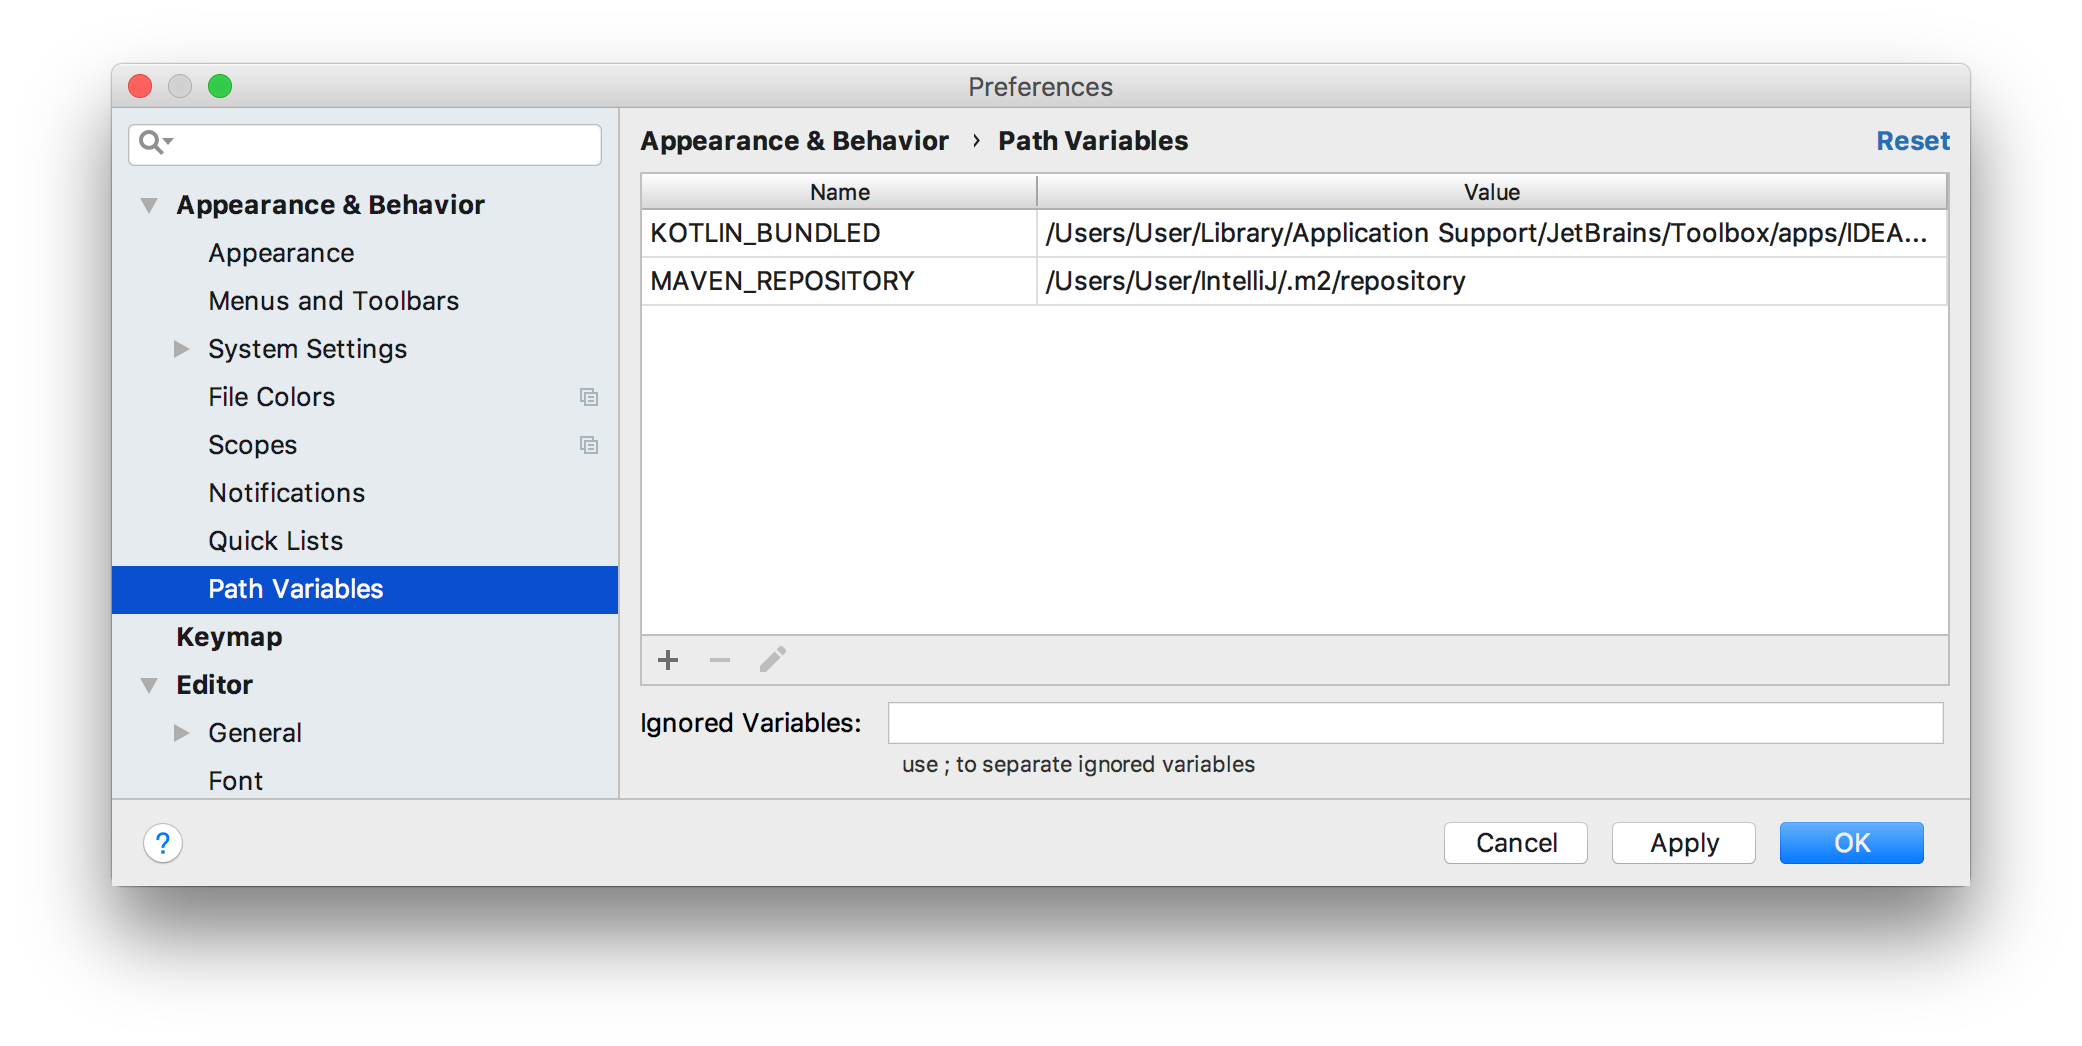 Preferences
Appearance & Behavior
Appearance
Menus and Toolbars
System Settings
File Colors
Scopes
Notifications
Quick Lists
Path Variables
Keymap
Editor
General
Font
Appearance & Behavior › Path Variables
Reset
Name Value
KOTLIN_BUNDLED /Users/User/Library/Application Support/JetBrains/Toolbox/apps/IDEA...
MAVEN_REPOSITORY /Users/User/IntelliJ/.m2/repository
Ignored Variables:
use ; to separate ignored variables
? Cancel Apply OK